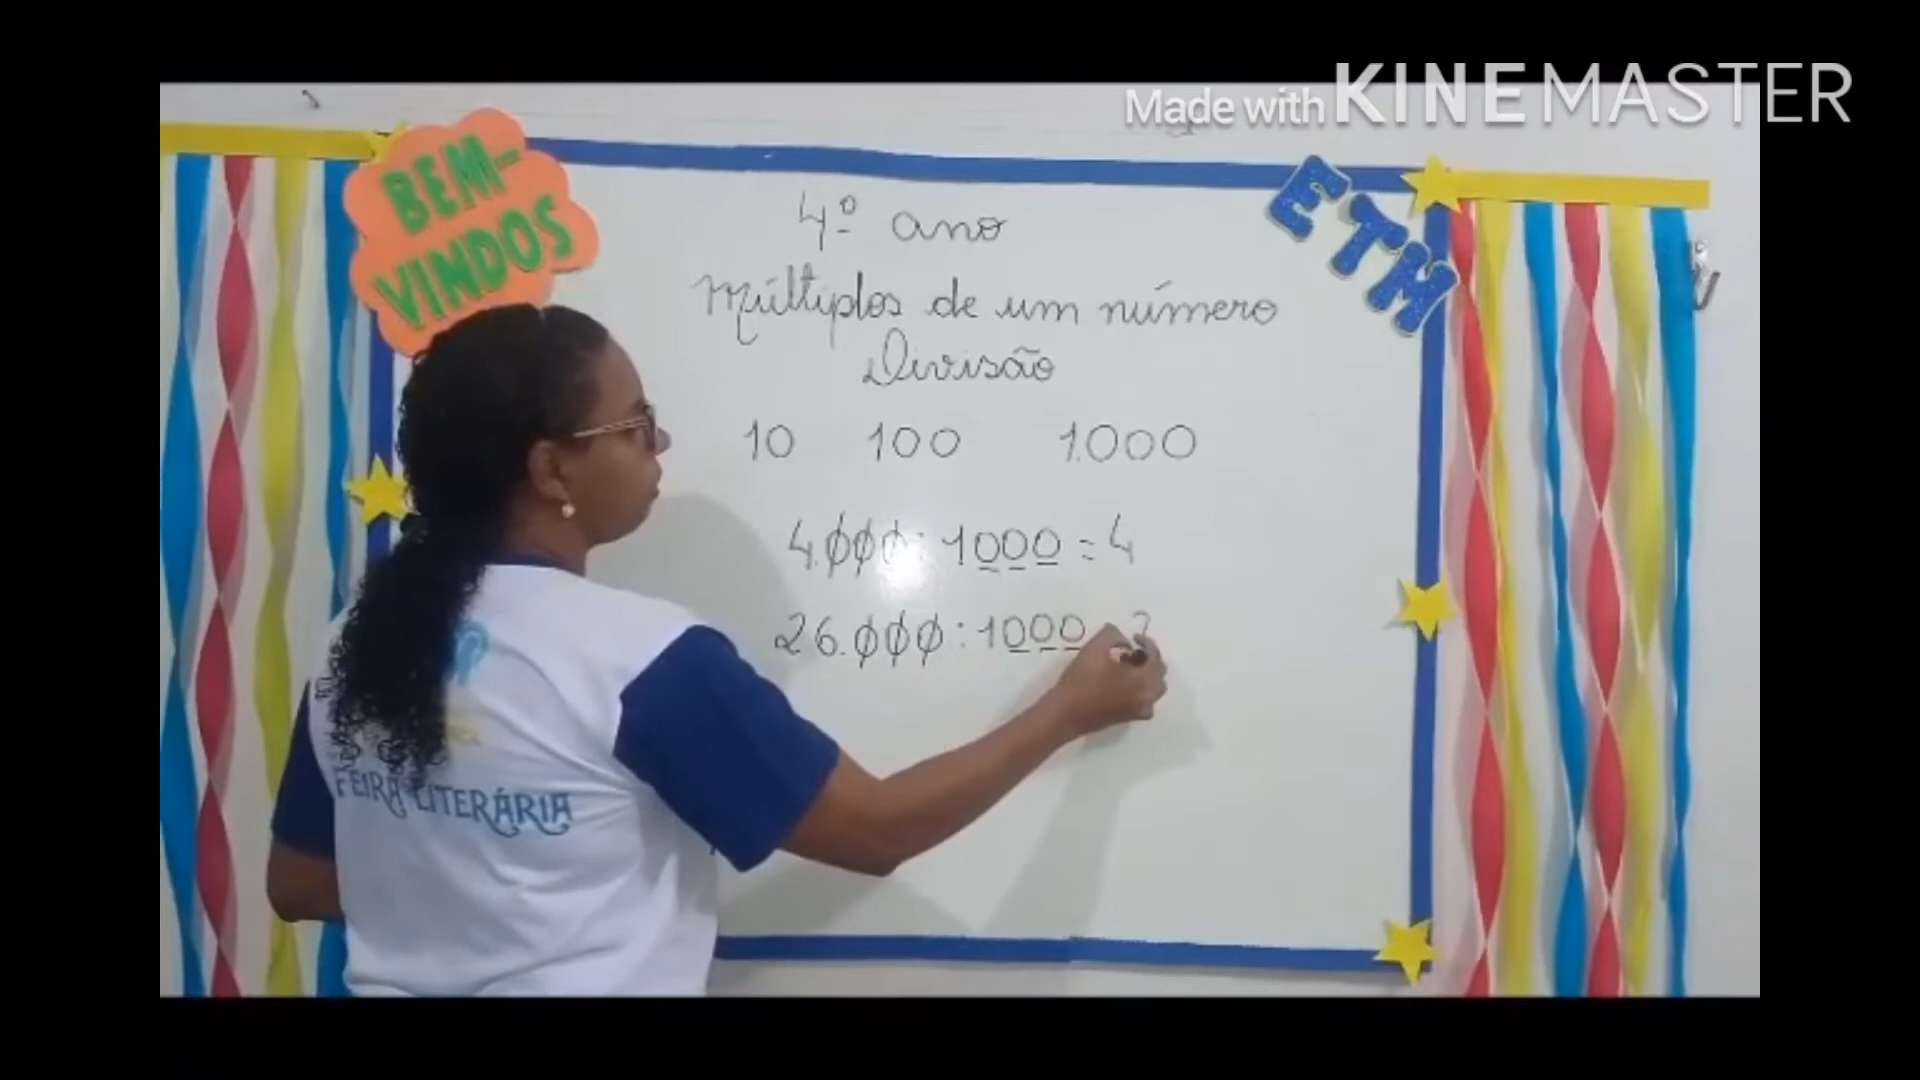 Made with KINEMASTER
BEM-
VINDOS
ETM
4º ano
Múltiplos de um número
Divisão
10 100 1.000
4.000 : 1000 = 4
26.000 : 1000
FEIRA LITERÁRIA